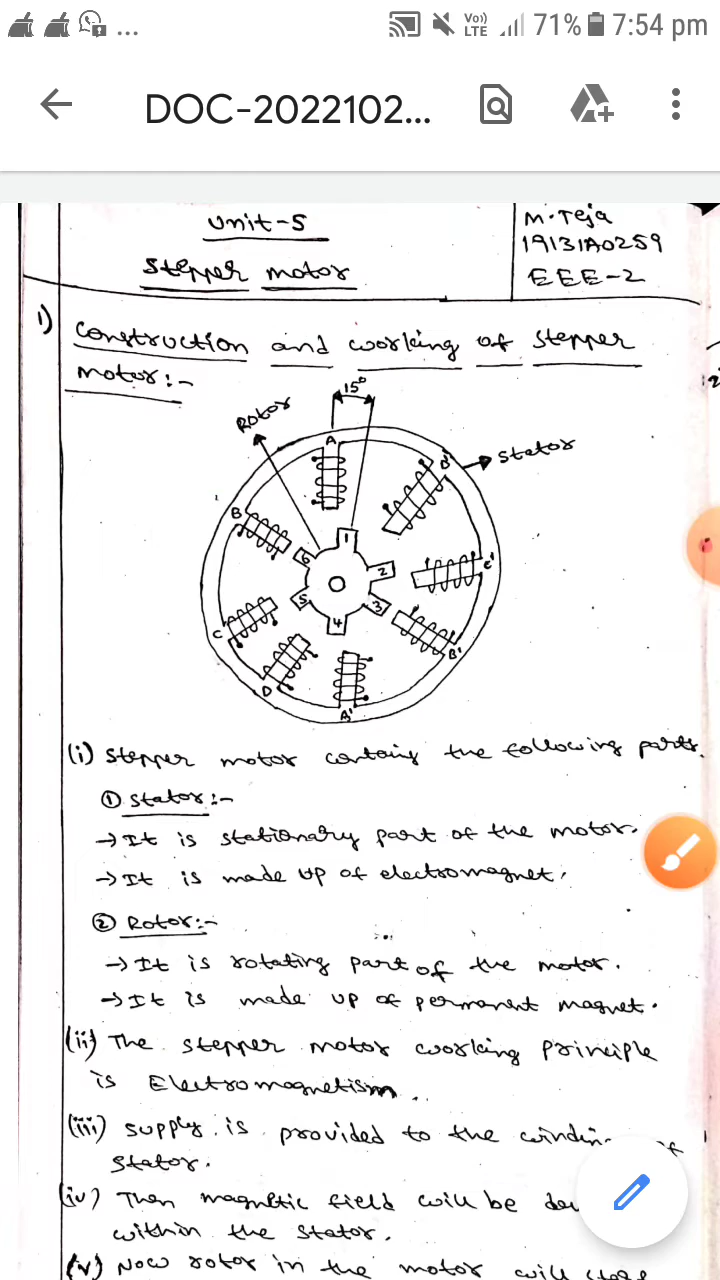 Vo))
LTE
71%
7:54 pm
DOC-2022102...
Unit-5
Stepper motor
M.Teja
19131A0259
EEE-2
1) Construction and working of stepper
motor:-
15°
Rotor
Stator
A
D'
B
C'
1
2
3
4
5
6
C
B'
D
A'
(i) Stepper motor contains the following parts.
① Stator:-
→ It is stationary part of the motor.
→ It is made up of electromagnet.
② Rotor:-
→ It is rotating part of the motor.
→ It is made up of permanent magnet.
(ii) The stepper motor working principle
is Electromagnetism.
(iii) supply is provided to the
stator.
(iv) Then magnetic field will be
within the stator.
(v) Now rotor in the motor will